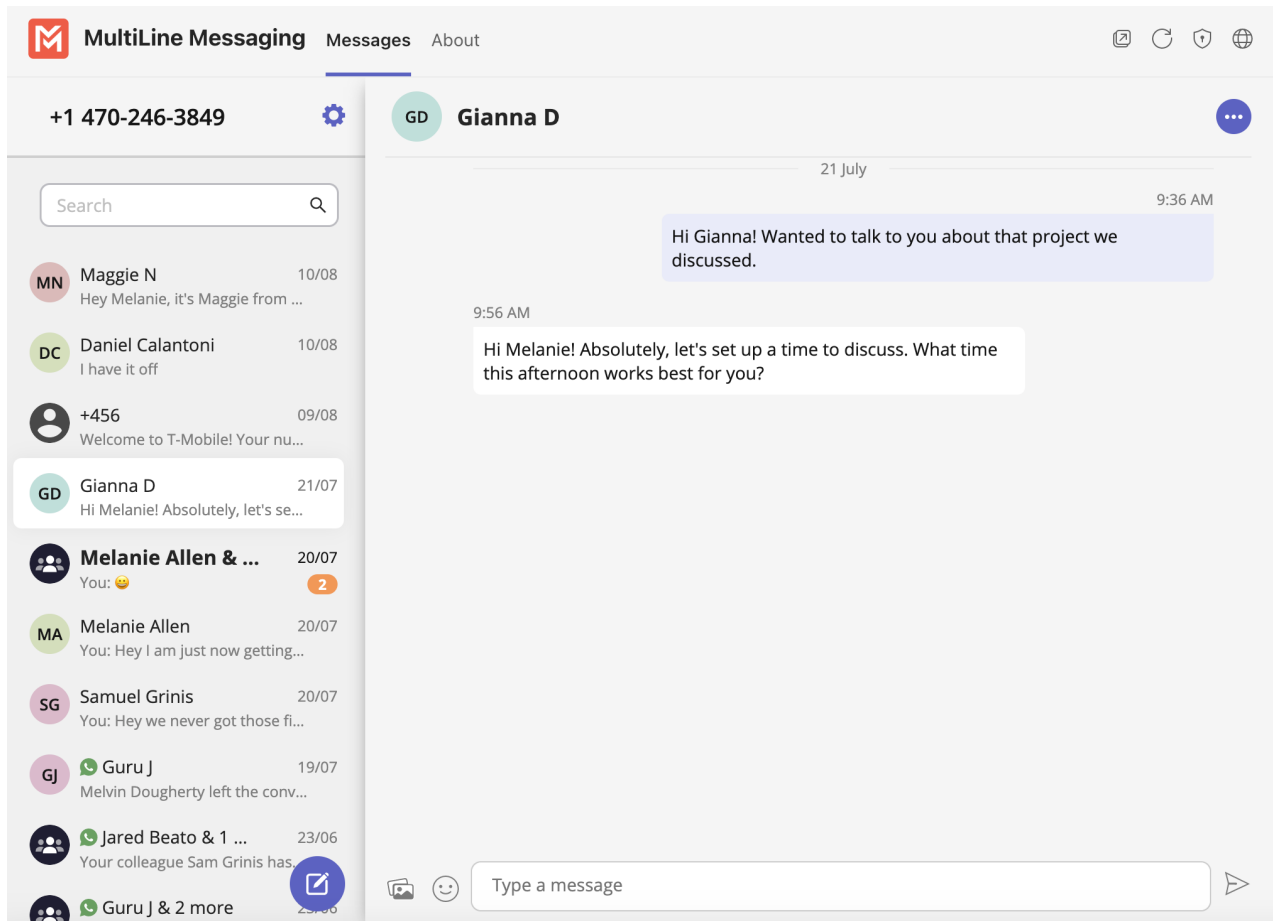 MultiLine Messaging
Messages
About
+1 470-246-3849
Search
MN
Maggie N
10/08
Hey Melanie, it's Maggie from ...
DC
Daniel Calantoni
10/08
I have it off
+456
09/08
Welcome to T-Mobile! Your nu...
GD
Gianna D
21/07
Hi Melanie! Absolutely, let's se...
Melanie Allen & ...
20/07
You: 😀
2
MA
Melanie Allen
20/07
You: Hey I am just now getting...
SG
Samuel Grinis
20/07
You: Hey we never got those fi...
GJ
Guru J
19/07
Melvin Dougherty left the conv...
Jared Beato & 1 ...
23/06
Your colleague Sam Grinis has...
Guru J & 2 more
GD
Gianna D
21 July
9:36 AM
Hi Gianna! Wanted to talk to you about that project we
discussed.
9:56 AM
Hi Melanie! Absolutely, let's set up a time to discuss. What time
this afternoon works best for you?
Type a message